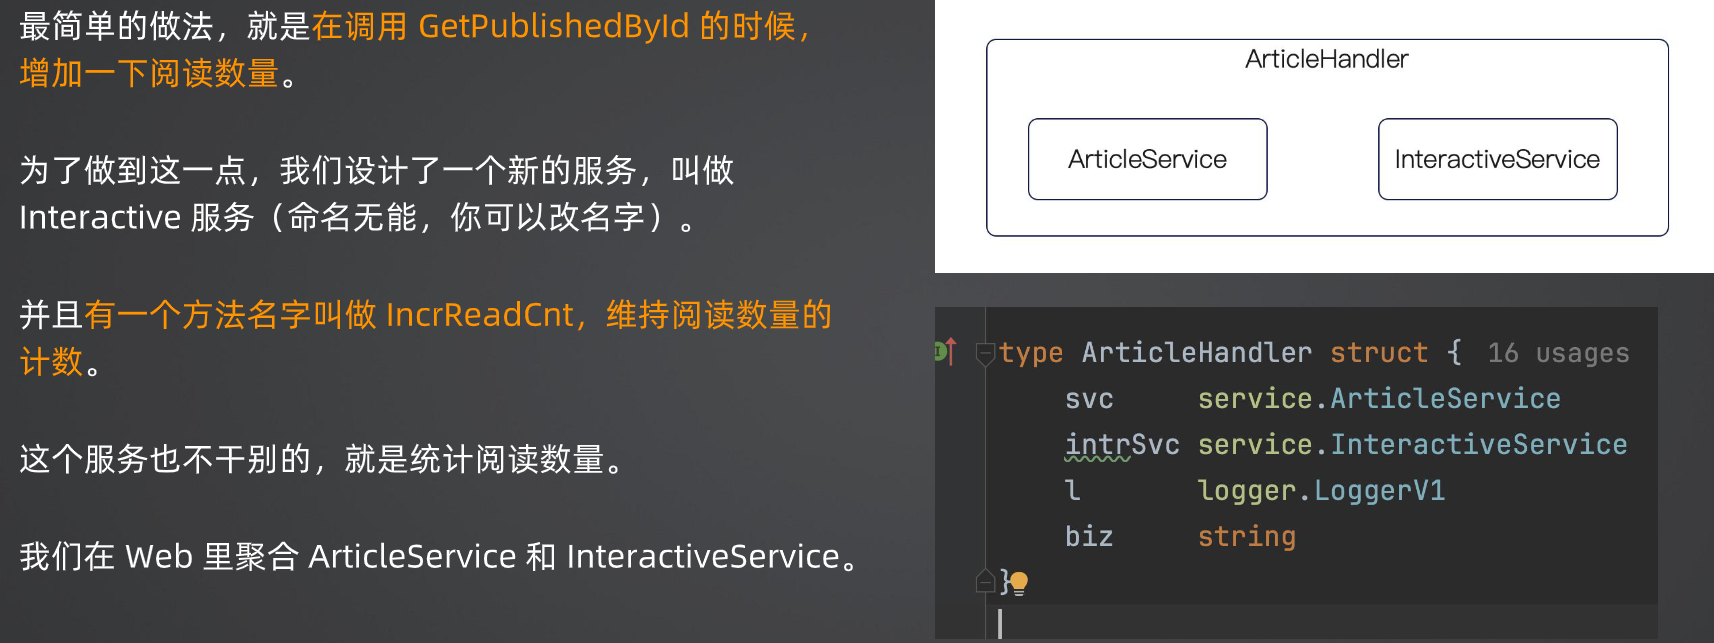 最简单的做法，就是在调用 GetPublishedById 的时候，
增加一下阅读数量。
为了做到这一点，我们设计了一个新的服务，叫做
Interactive 服务（命名无能，你可以改名字）。
并且有一个方法名字叫做 IncrReadCnt，维持阅读数量的
计数。
这个服务也不干别的，就是统计阅读数量。
我们在 Web 里聚合 ArticleService 和 InteractiveService。
ArticleHandler
ArticleService
InteractiveService
type ArticleHandler struct { 16 usages
svc service.ArticleService
intrSvc service.InteractiveService
l logger.LoggerV1
biz string
}